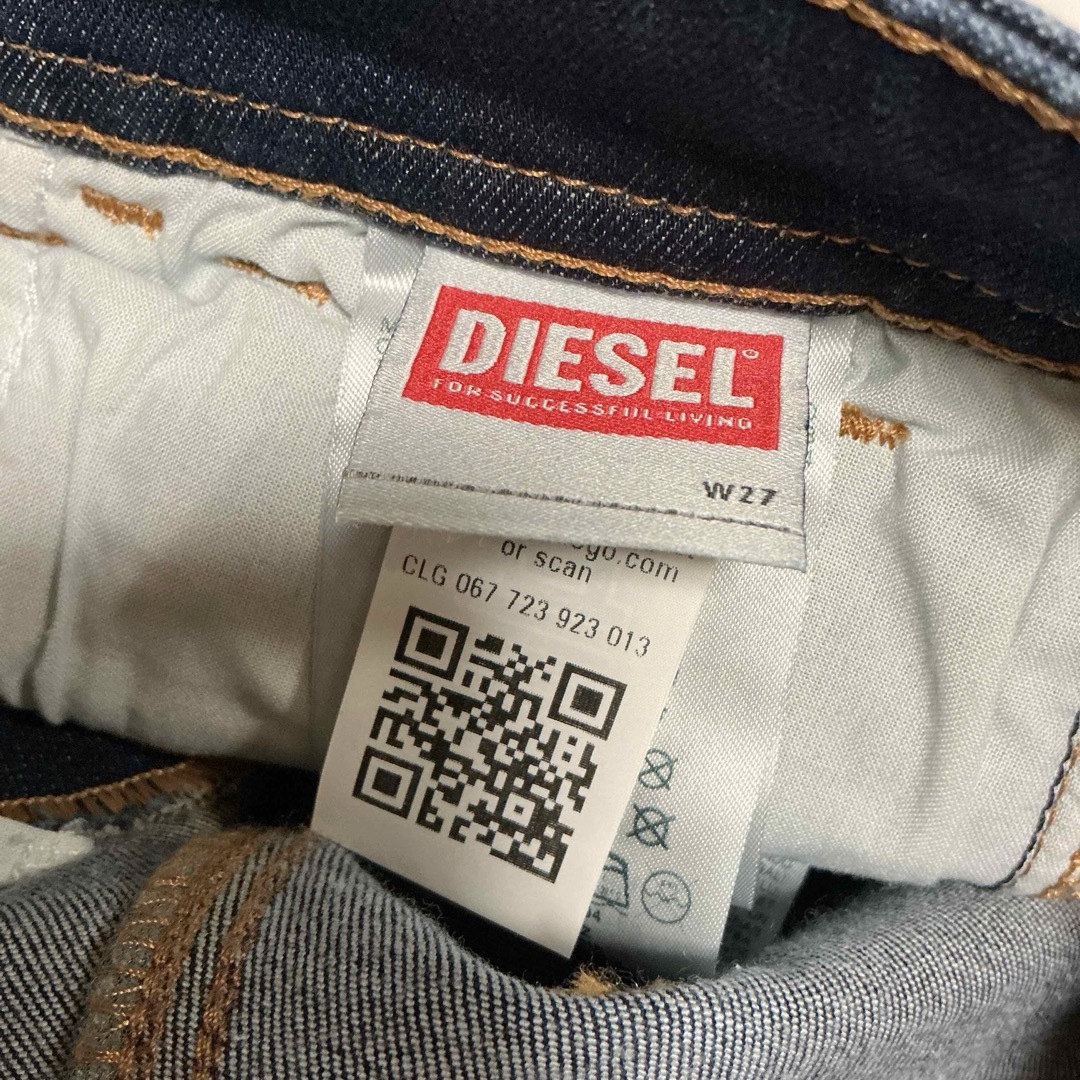 DIESEL
FOR SUCCESSFUL LIVING
W27
or scan
CLG 067 723 923 013